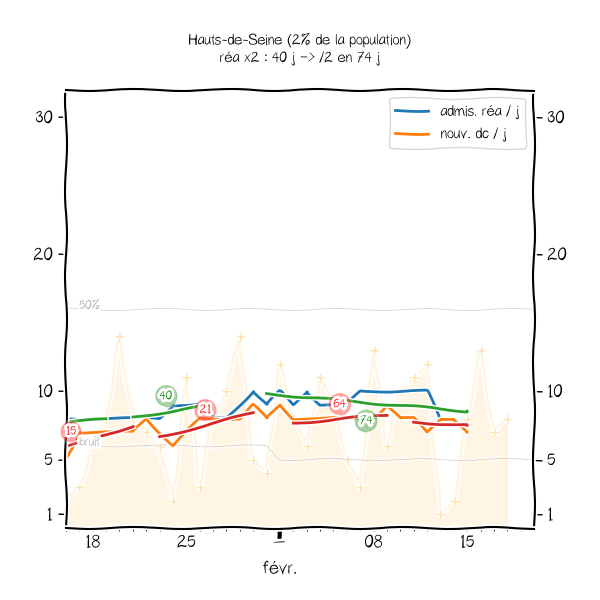 Hauts-de-Seine (2% de la population)
réa x2 : 40 j -> /2 en 74 j
admis. réa / j
nouv. dc / j
30 30
20 20
50%
10 10
40
21
64
74
15
bruit
5 5
1 1
18 25 1 08 15
févr.